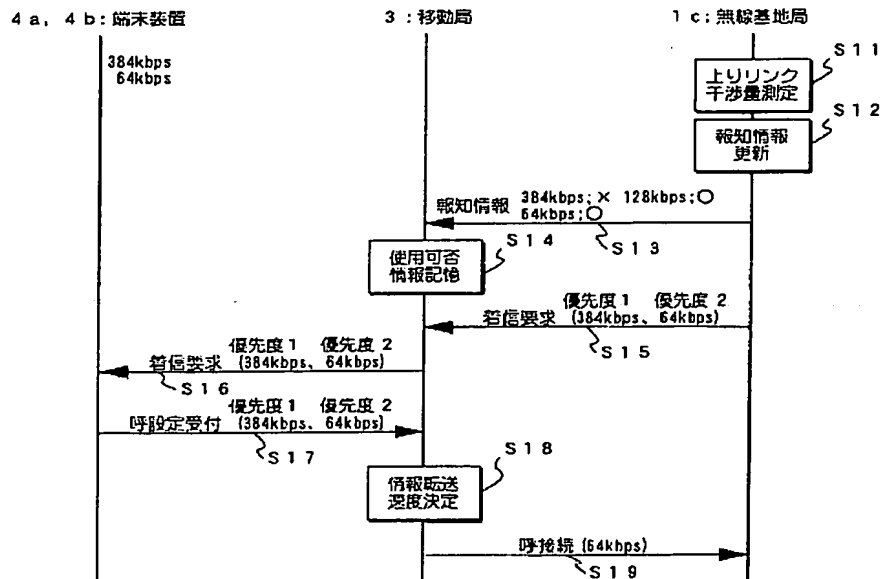 4a, 4b:端末装置
3:移動局
1c:無線基地局
384kbps
64kbps
上りリンク
干渉量測定
S11
報知情報
更新
S12
報知情報 384kbps;× 128kbps;○
64kbps;○
S13
使用可否
情報記憶
S14
優先度1 優先度2
着信要求 (384kbps、64kbps)
S15
優先度1 優先度2
着信要求 (384kbps、64kbps)
S16
優先度1 優先度2
呼設定受付 (384kbps、64kbps)
S17
情報転送
速度決定
S18
呼接続(64kbps)
S19